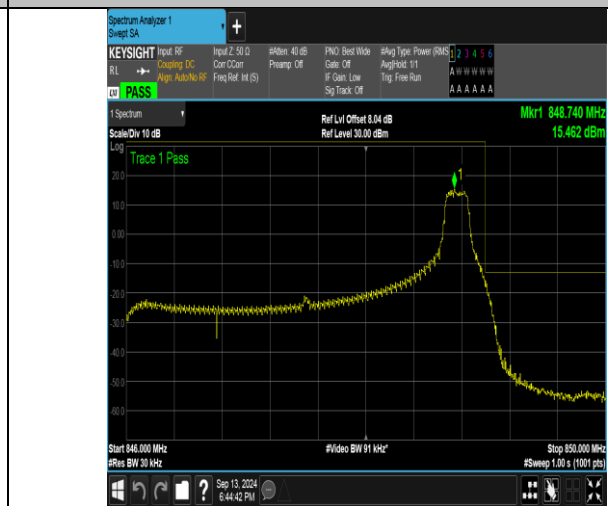 Spectrum Analyzer 1
Swept SA
+
KEYSIGHT Input: RF Input Z: 50 Ω #Atten: 40 dB PNO: Best Wide #Avg Type: Power (RMS 1 2 3 4 5 6
RL Coupling: DC Corr CCorr Preamp: Off Gate: Off Avg|Hold: 1/1 A W W W W W
Align: Auto/No RF Freq Ref: Int (S) IF Gain: Low Trig: Free Run
LXI PASS Sig Track: Off A A A A A A
1 Spectrum Ref Lvl Offset 8.04 dB Mkr1 848.740 MHz
Scale/Div 10 dB Ref Level 30.00 dBm 15.462 dBm
Log
Trace 1 Pass
1
20.0
10.0
0.00
-10.0
-20.0
-30.0
-40.0
-50.0
-60.0
Start 846.000 MHz #Video BW 91 kHz* Stop 850.000 MHz
#Res BW 30 kHz #Sweep 1.00 s (1001 pts)
? Sep 13, 2024
6:44:42 PM